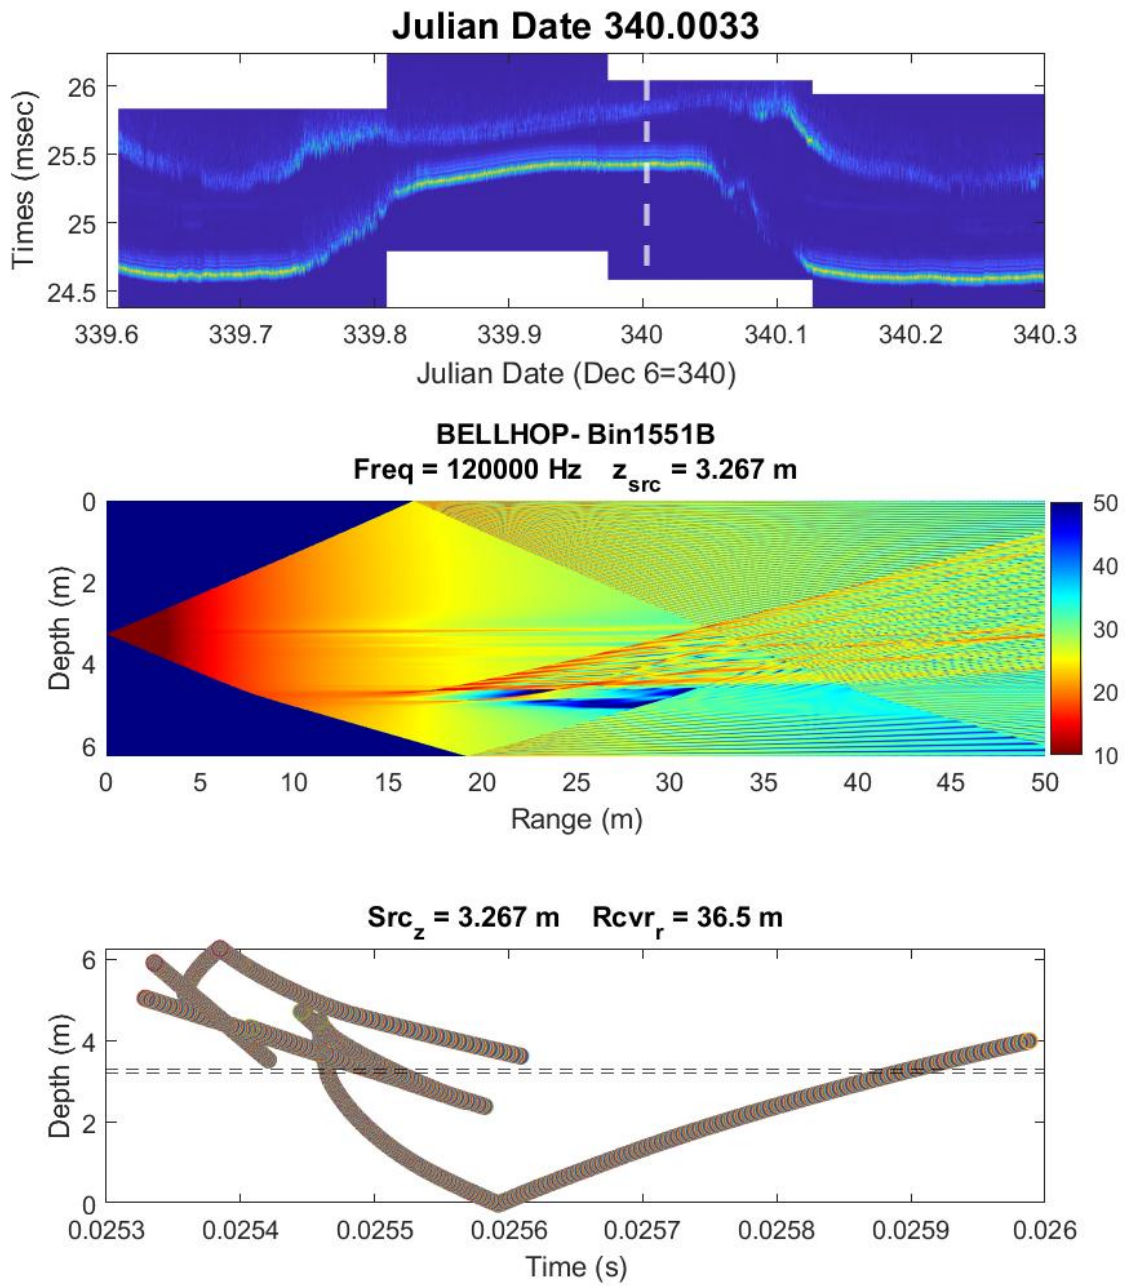 Julian Date 340.0033
Times (msec)
26
25.5
25
24.5
339.6 339.7 339.8 339.9 340 340.1 340.2 340.3
Julian Date (Dec 6=340)
BELLHOP- Bin1551B
Freq = 120000 Hz z_src = 3.267 m
Depth (m)
0
2
4
6
50
40
30
20
10
0 5 10 15 20 25 30 35 40 45 50
Range (m)
Src_z = 3.267 m Rcvr_r = 36.5 m
Depth (m)
6
4
2
0
0.0253 0.0254 0.0255 0.0256 0.0257 0.0258 0.0259 0.026
Time (s)